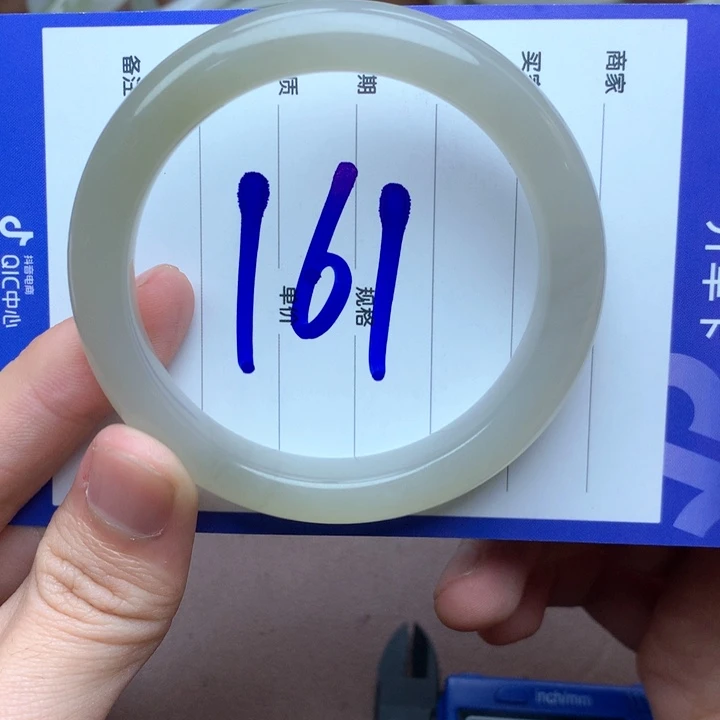 商家
买
期
质
备
161
规格
单价
抖音电商
QIC中心
inch/mm